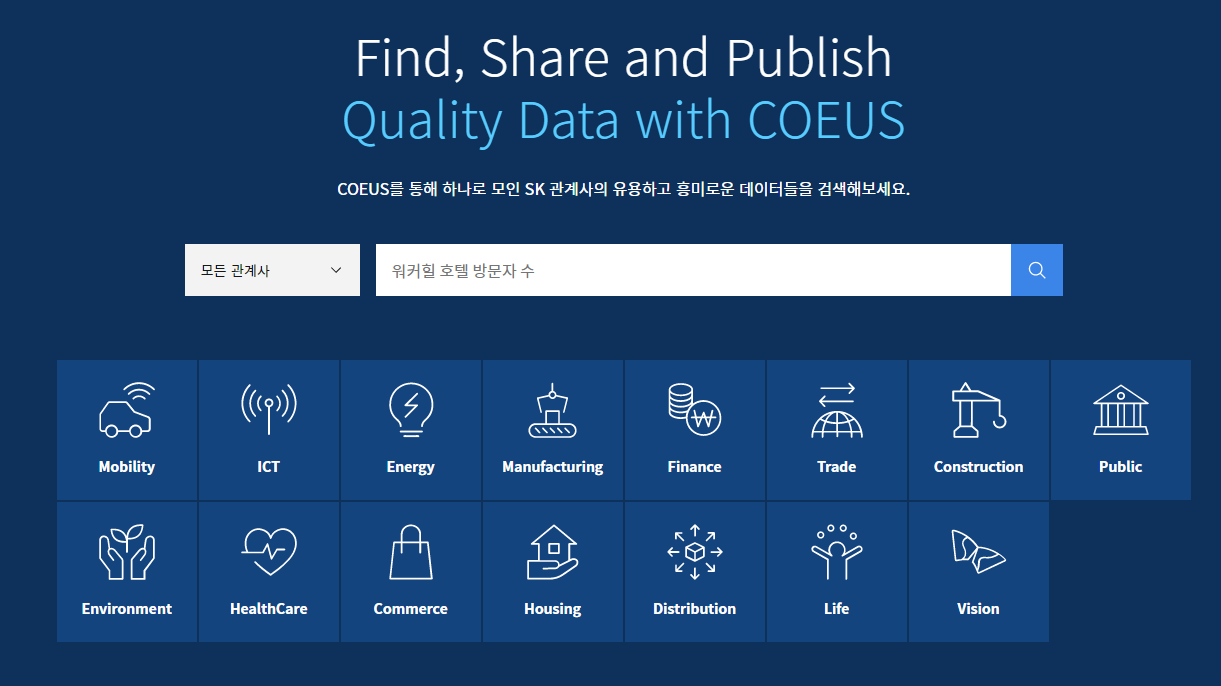 Find, Share and Publish
Quality Data with COEUS
COEUS를 통해 하나로 모인 SK 관계사의 유용하고 흥미로운 데이터들을 검색해보세요.
모든 관계사
워커힐 호텔 방문자 수
Mobility
ICT
Energy
Manufacturing
Finance
Trade
Construction
Public
Environment
HealthCare
Commerce
Housing
Distribution
Life
Vision